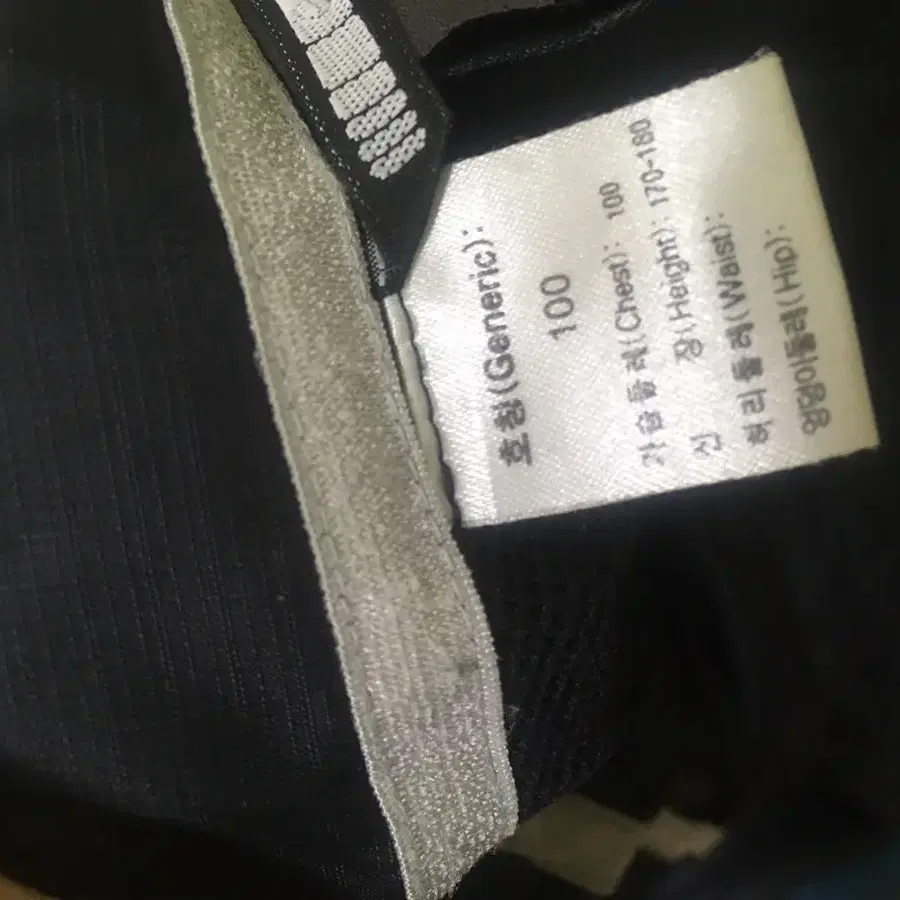 호칭(Generic):
100
가슴둘레(Chest): 100
신 장(Height): 170-180
허리둘레(Waist):
엉덩이둘레(Hip):